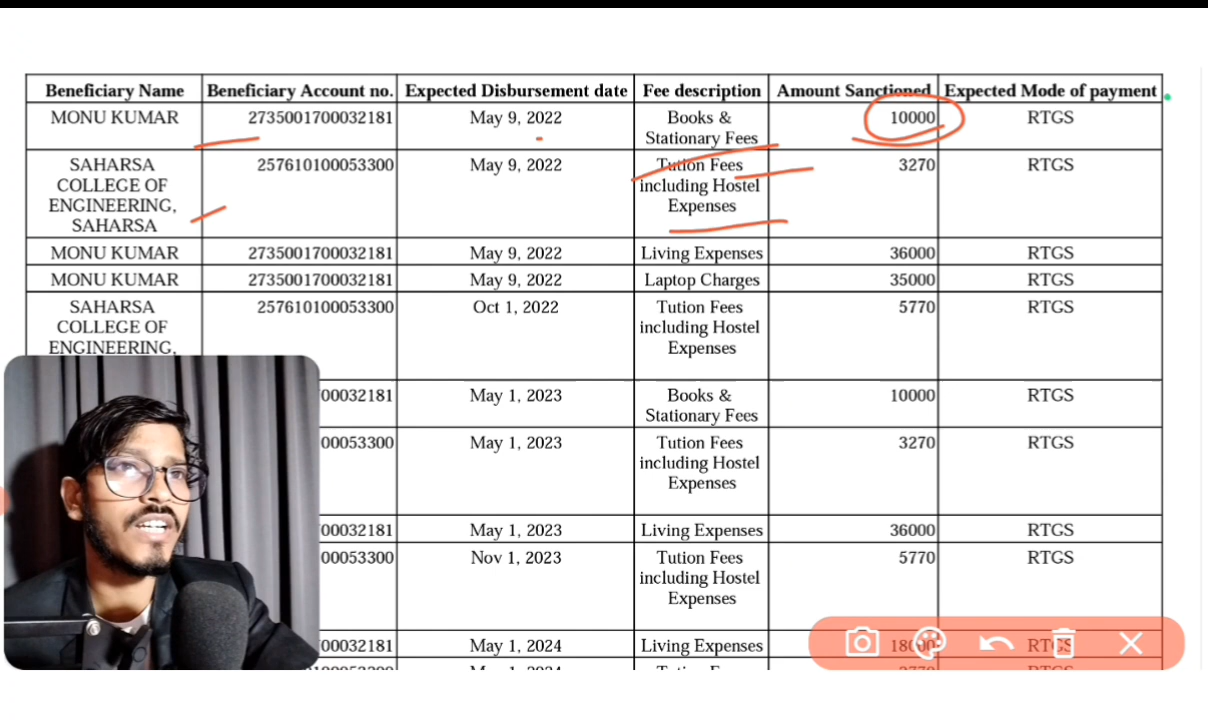 Beneficiary Name Beneficiary Account no. Expected Disbursement date Fee description Amount Sanctioned Expected Mode of payment
MONU KUMAR 2735001700032181 May 9, 2022 Books & 10000 RTGS
Stationary Fees
SAHARSA 257610100053300 May 9, 2022 Tution Fees 3270 RTGS
COLLEGE OF including Hostel
ENGINEERING, Expenses
SAHARSA
MONU KUMAR 2735001700032181 May 9, 2022 Living Expenses 36000 RTGS
MONU KUMAR 2735001700032181 May 9, 2022 Laptop Charges 35000 RTGS
SAHARSA 257610100053300 Oct 1, 2022 Tution Fees 5770 RTGS
COLLEGE OF including Hostel
ENGINEERING, Expenses
00032181 May 1, 2023 Books & 10000 RTGS
Stationary Fees
00053300 May 1, 2023 Tution Fees 3270 RTGS
including Hostel
Expenses
00032181 May 1, 2023 Living Expenses 36000 RTGS
00053300 Nov 1, 2023 Tution Fees 5770 RTGS
including Hostel
Expenses
00032181 May 1, 2024 Living Expenses 18000 RTGS